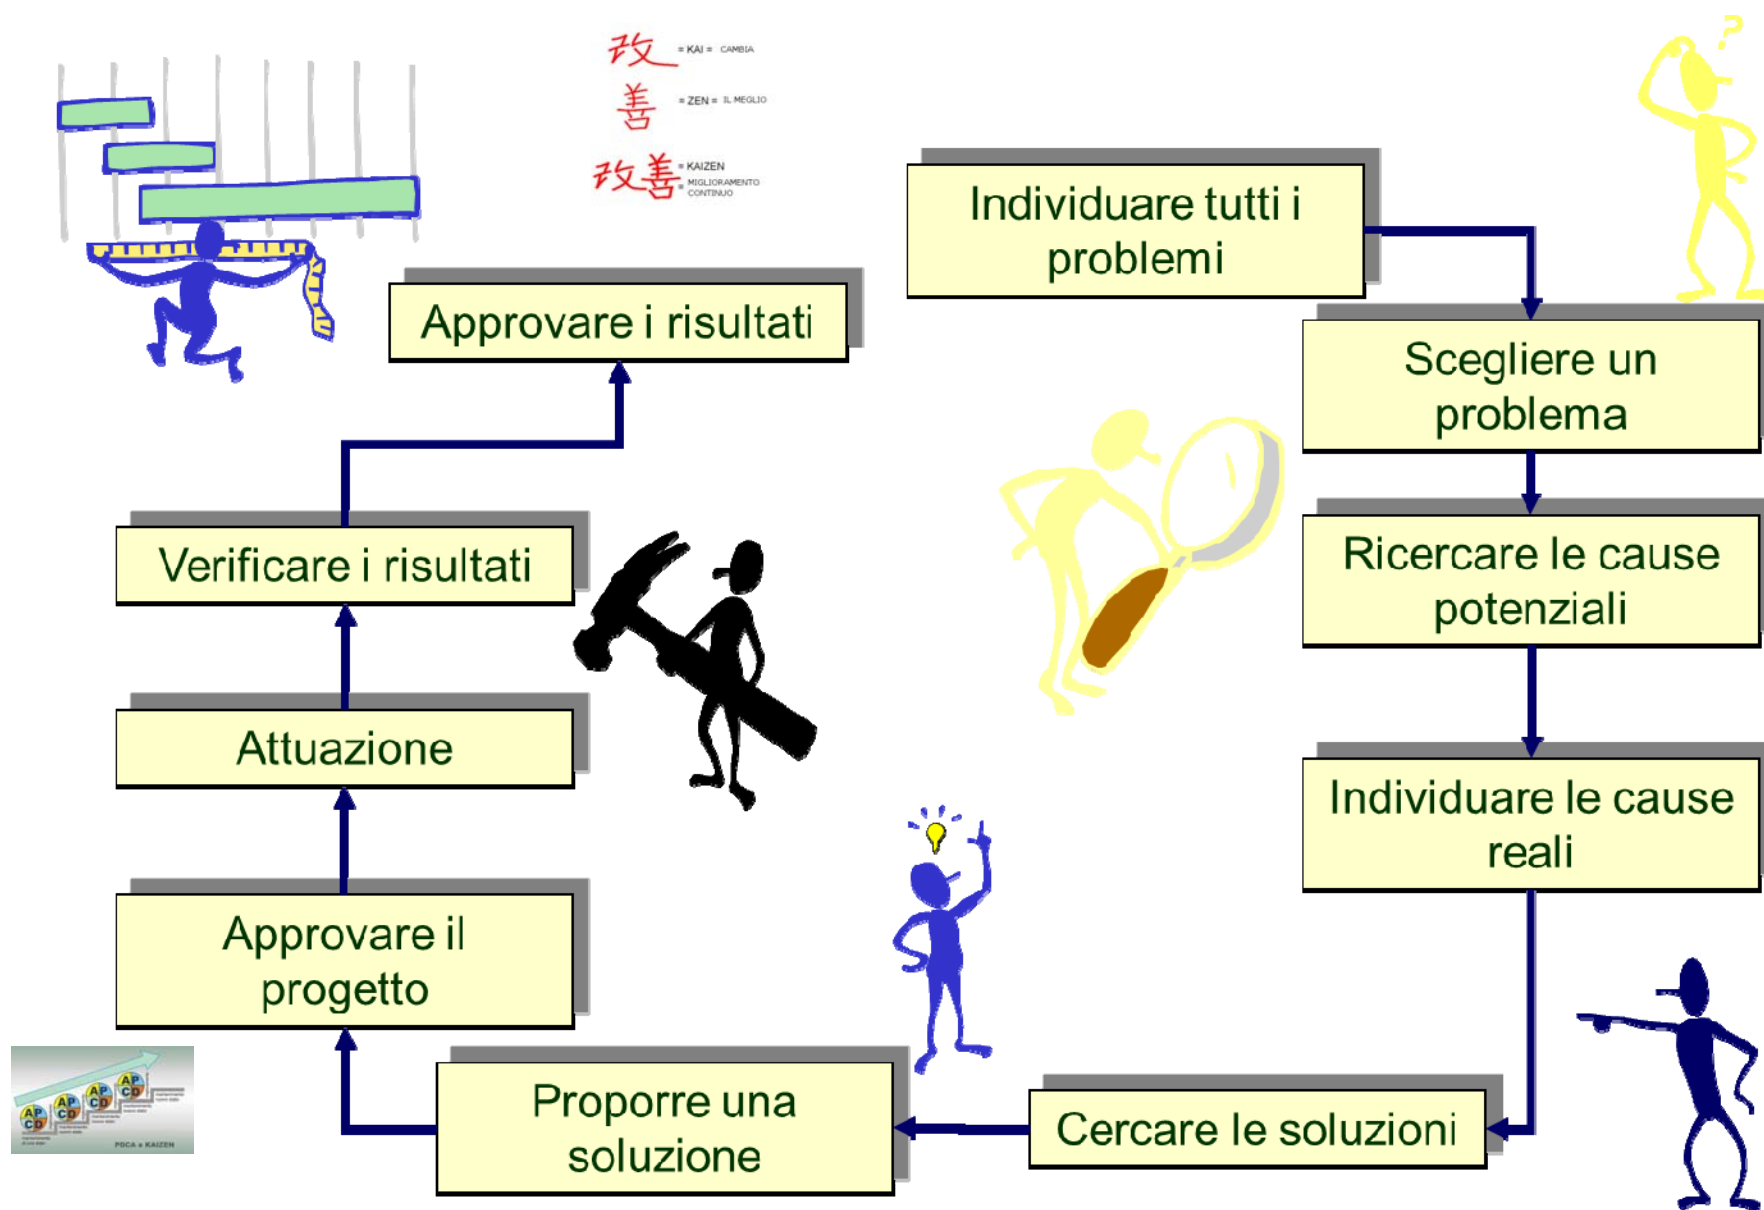 改 = KAI = CAMBIA
善 = ZEN = IL MEGLIO
改善 = KAIZEN
= MIGLIORAMENTO
CONTINUO
Individuare tutti i
problemi
?
Scegliere un
problema
Ricercare le cause
potenziali
Individuare le cause
reali
Cercare le soluzioni
Proporre una
soluzione
Approvare il
progetto
Attuazione
Verificare i risultati
Approvare i risultati
A P
C D
A P
C D
A P
C D
A P
C D
PDCA e KAIZEN